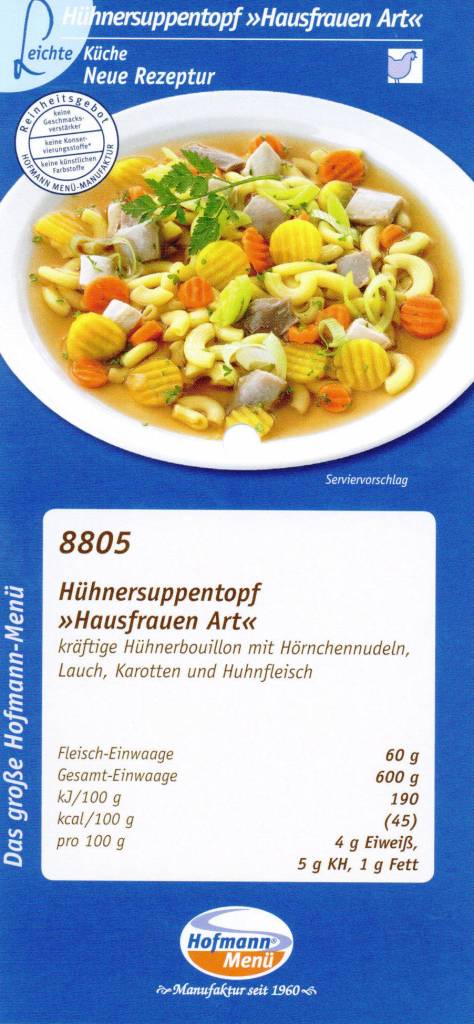 Hühnersuppentopf »Hausfrauen Art«
Leichte Küche
Neue Rezeptur
Reinheitsgebot
keine
Geschmacks-
verstärker
keine Konser-
vierungsstoffe*
keine künstlichen
Farbstoffe
HOFMANN MENÜ-MANUFAKTUR
Serviervorschlag
8805
Hühnersuppentopf
»Hausfrauen Art«
kräftige Hühnerbouillon mit Hörnchennudeln,
Lauch, Karotten und Huhnfleisch
Fleisch-Einwaage 60 g
Gesamt-Einwaage 600 g
kJ/100 g 190
kcal/100 g (45)
pro 100 g 4 g Eiweiß,
5 g KH, 1 g Fett
Das große Hofmann-Menü
Hofmann®
Menü
Manufaktur seit 1960